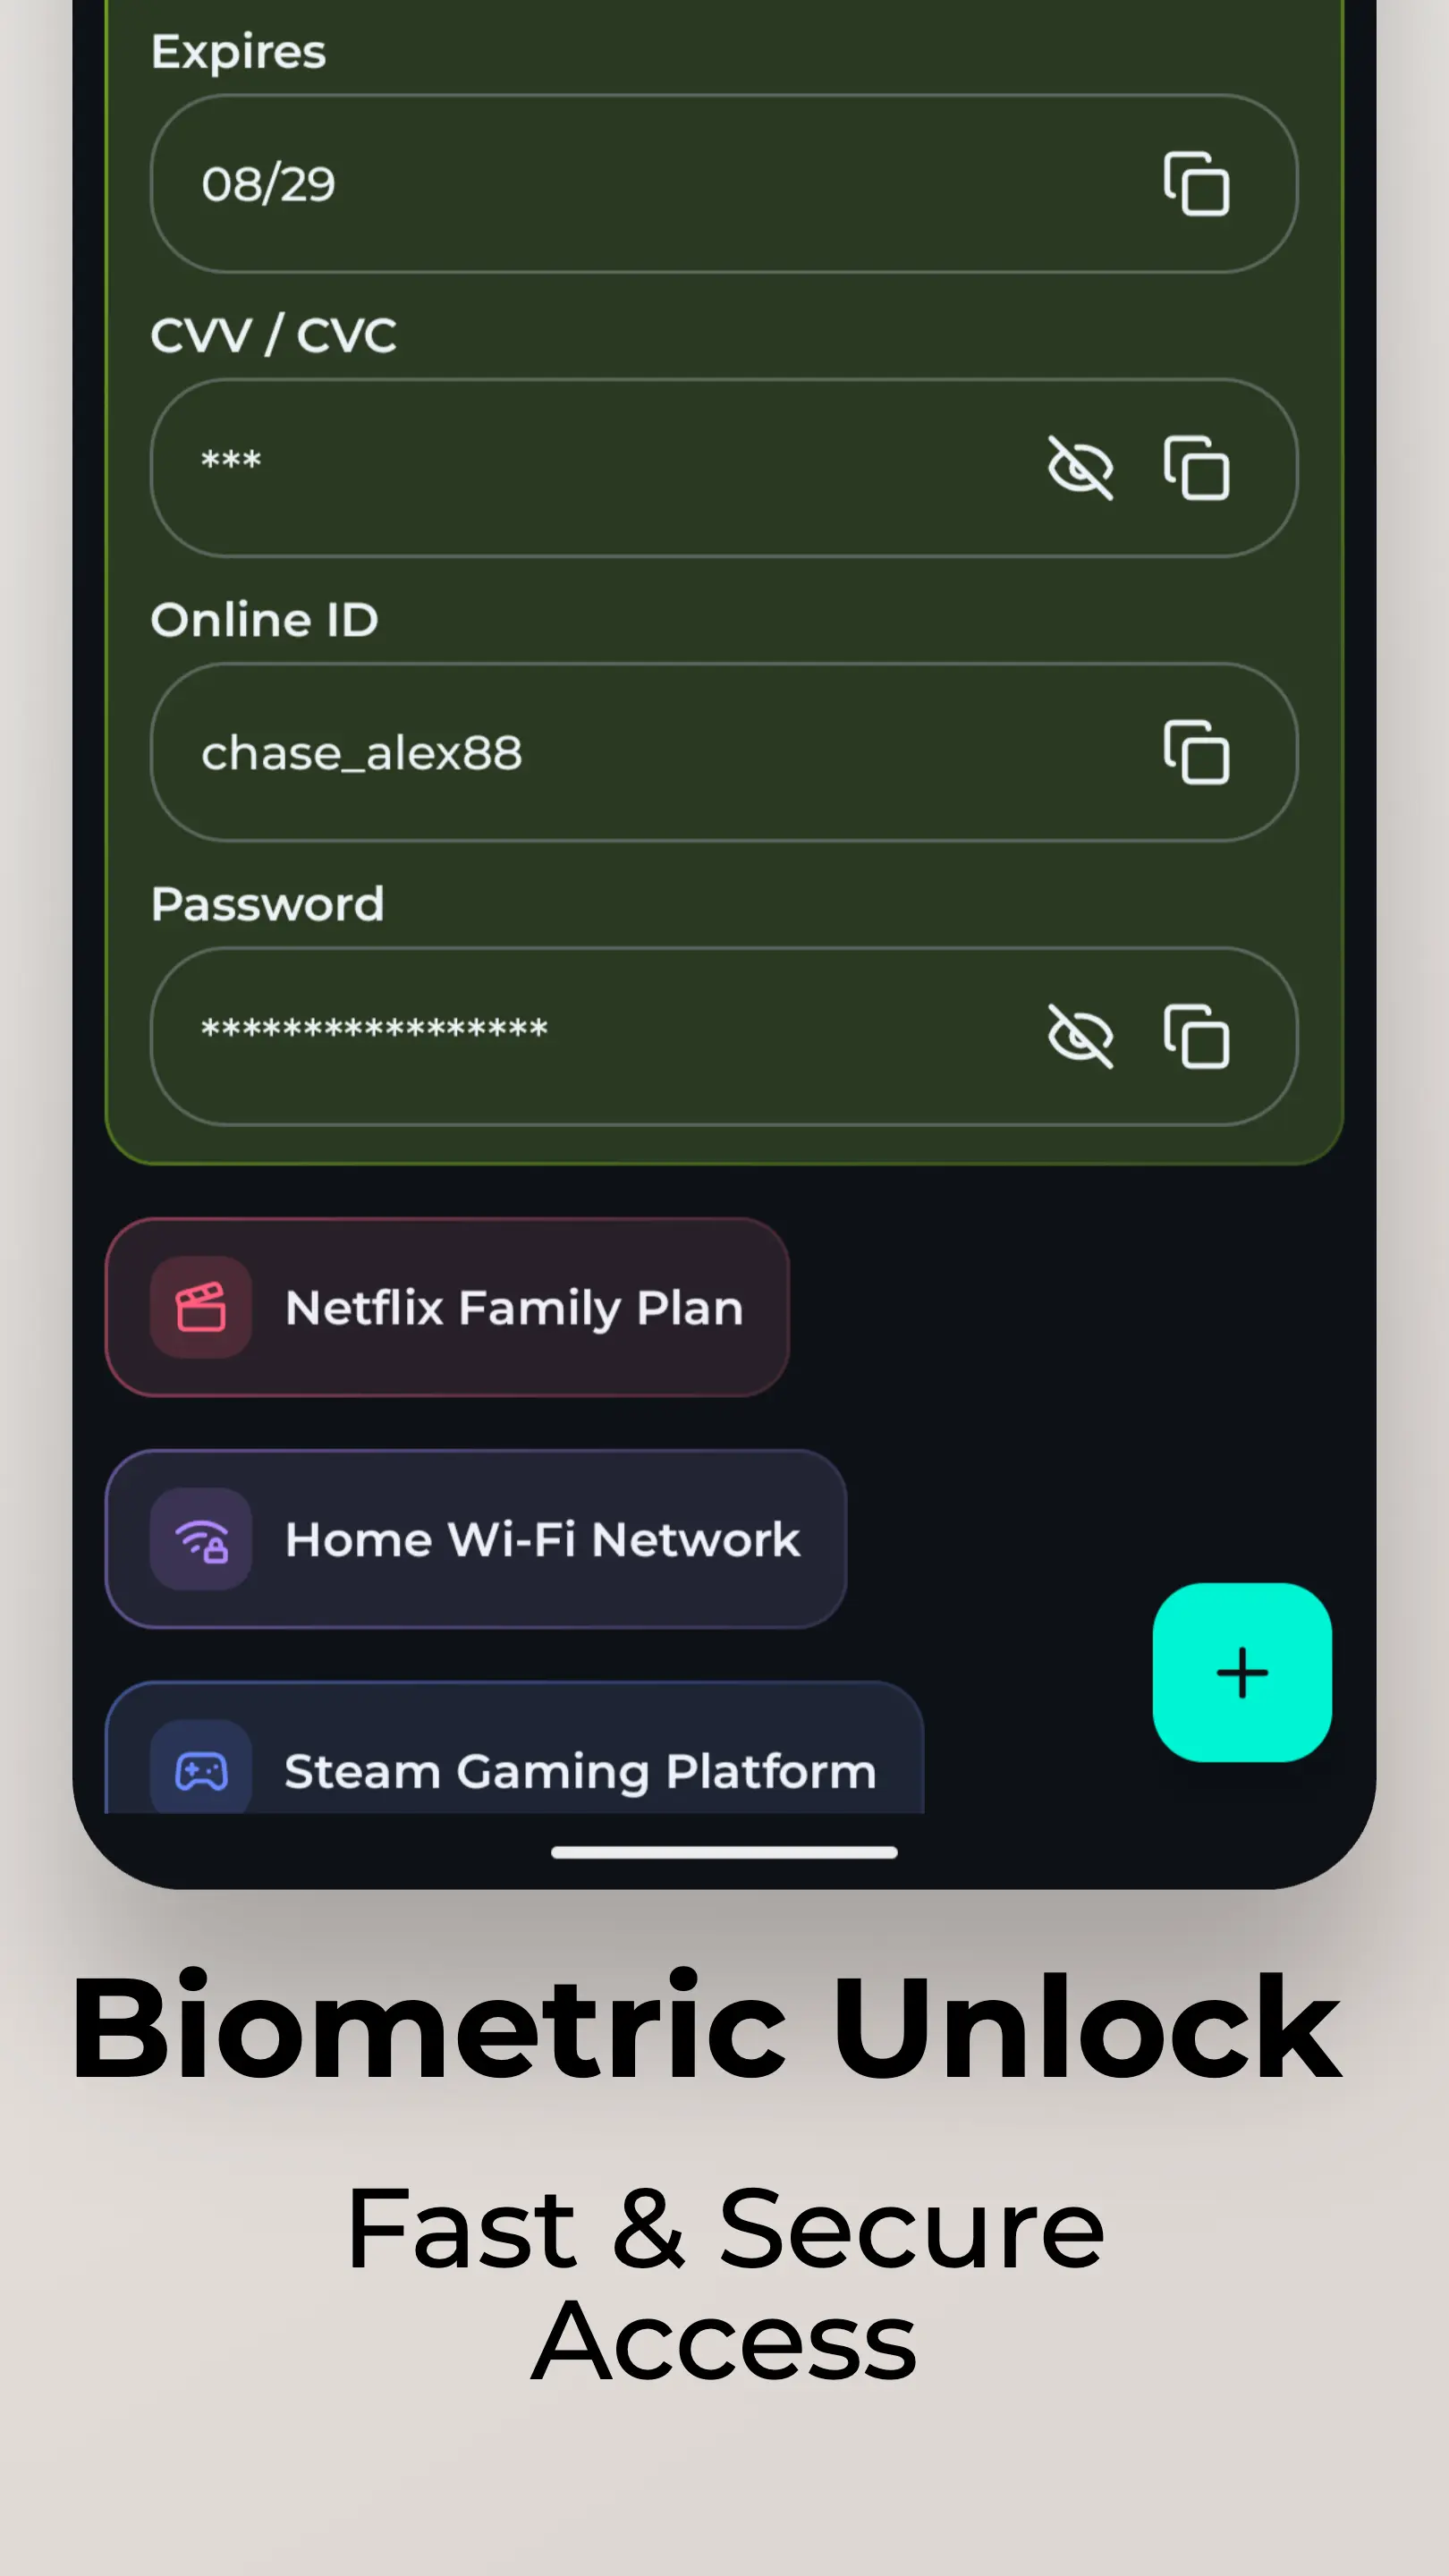 Expires
08/29
CVV / CVC
***
Online ID
chase_alex88
Password
*****************
Netflix Family Plan
Home Wi-Fi Network
Steam Gaming Platform
Biometric Unlock
Fast & Secure
Access